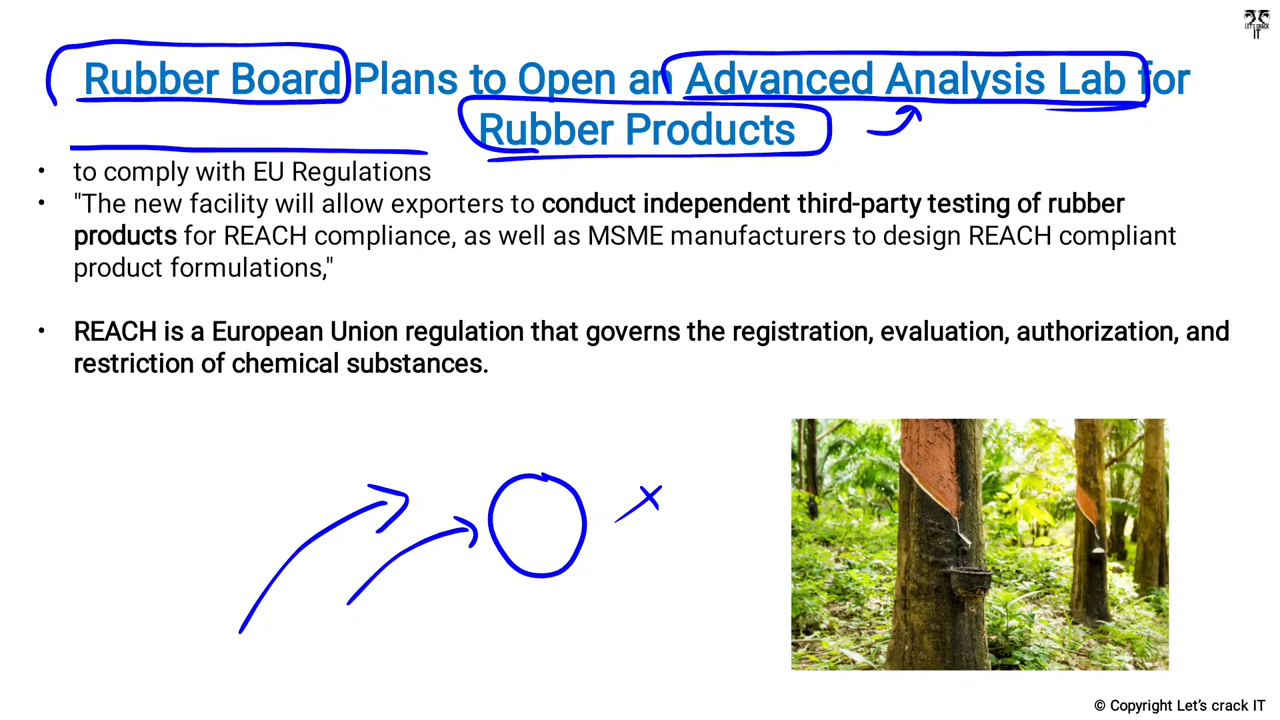 LET'S CRACK
IT
Rubber Board Plans to Open an Advanced Analysis Lab for
Rubber Products
• to comply with EU Regulations
• "The new facility will allow exporters to conduct independent third-party testing of rubber
products for REACH compliance, as well as MSME manufacturers to design REACH compliant
product formulations,"
• REACH is a European Union regulation that governs the registration, evaluation, authorization, and
restriction of chemical substances.
© Copyright Let's crack IT